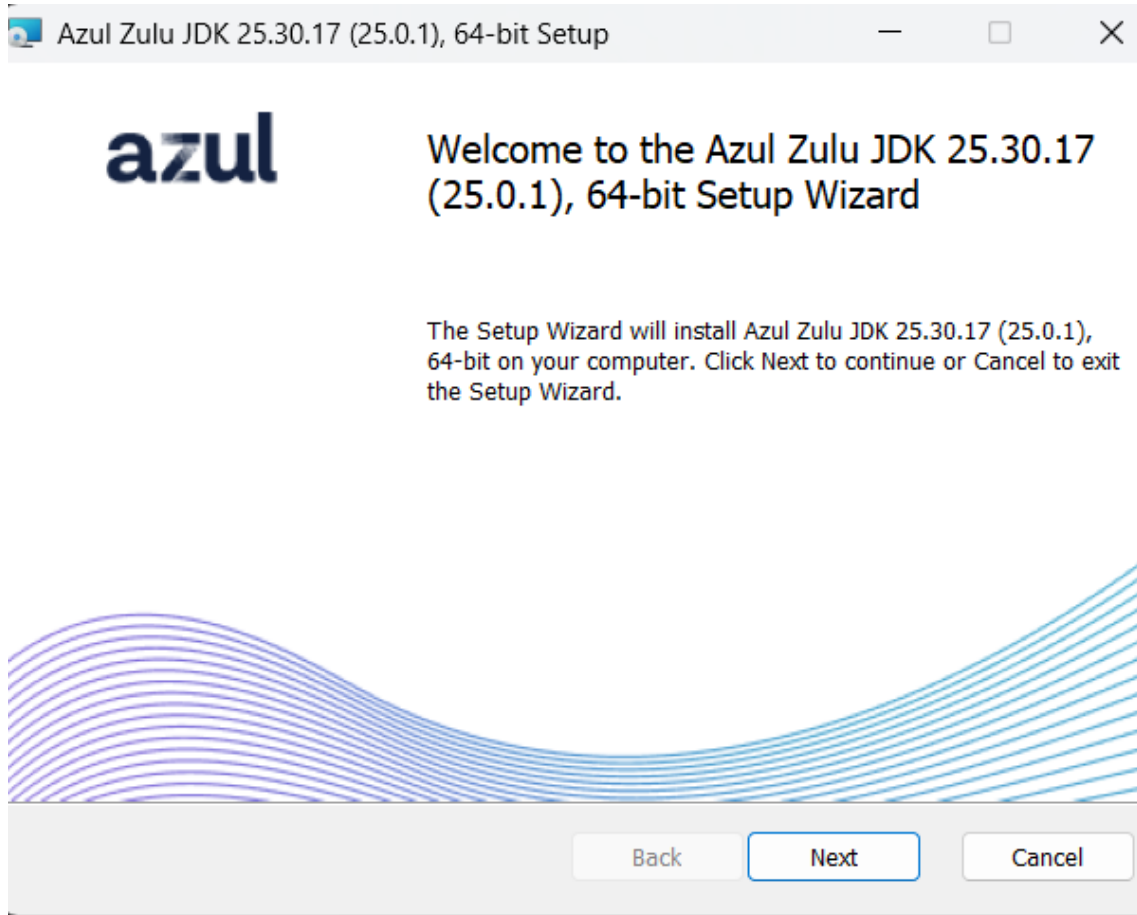 Azul Zulu JDK 25.30.17 (25.0.1), 64-bit Setup
azul
Welcome to the Azul Zulu JDK 25.30.17
(25.0.1), 64-bit Setup Wizard
The Setup Wizard will install Azul Zulu JDK 25.30.17 (25.0.1),
64-bit on your computer. Click Next to continue or Cancel to exit
the Setup Wizard.
Back Next Cancel